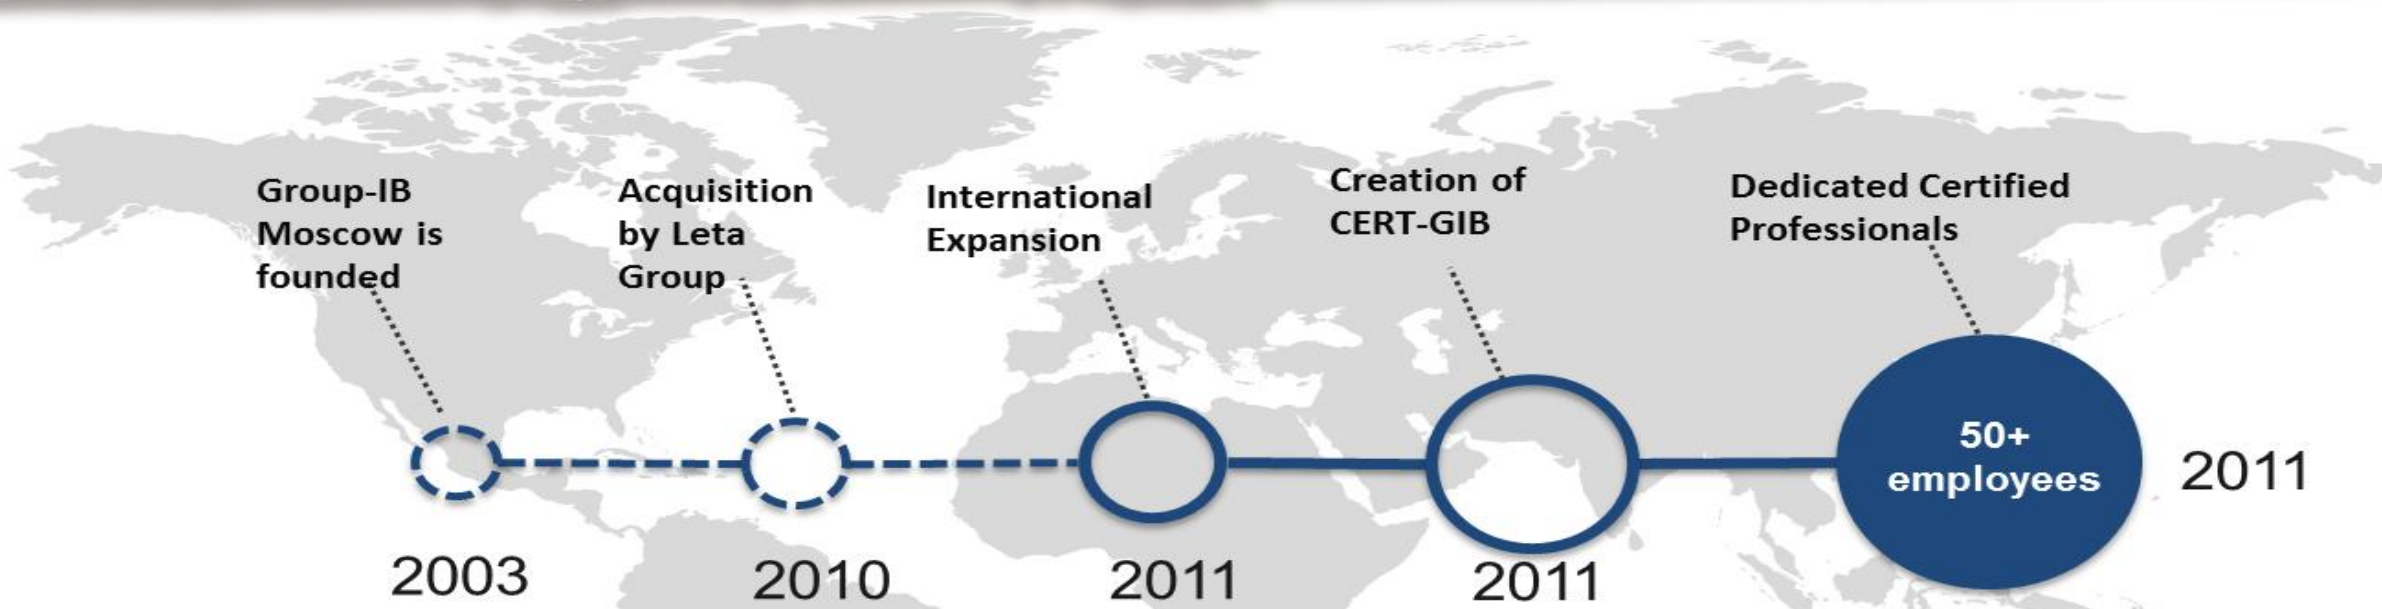 Group-IB
Moscow is
founded
Acquisition
by Leta
Group
International
Expansion
Creation of
CERT-GIB
Dedicated Certified
Professionals
50+
employees
2003
2010
2011
2011
2011